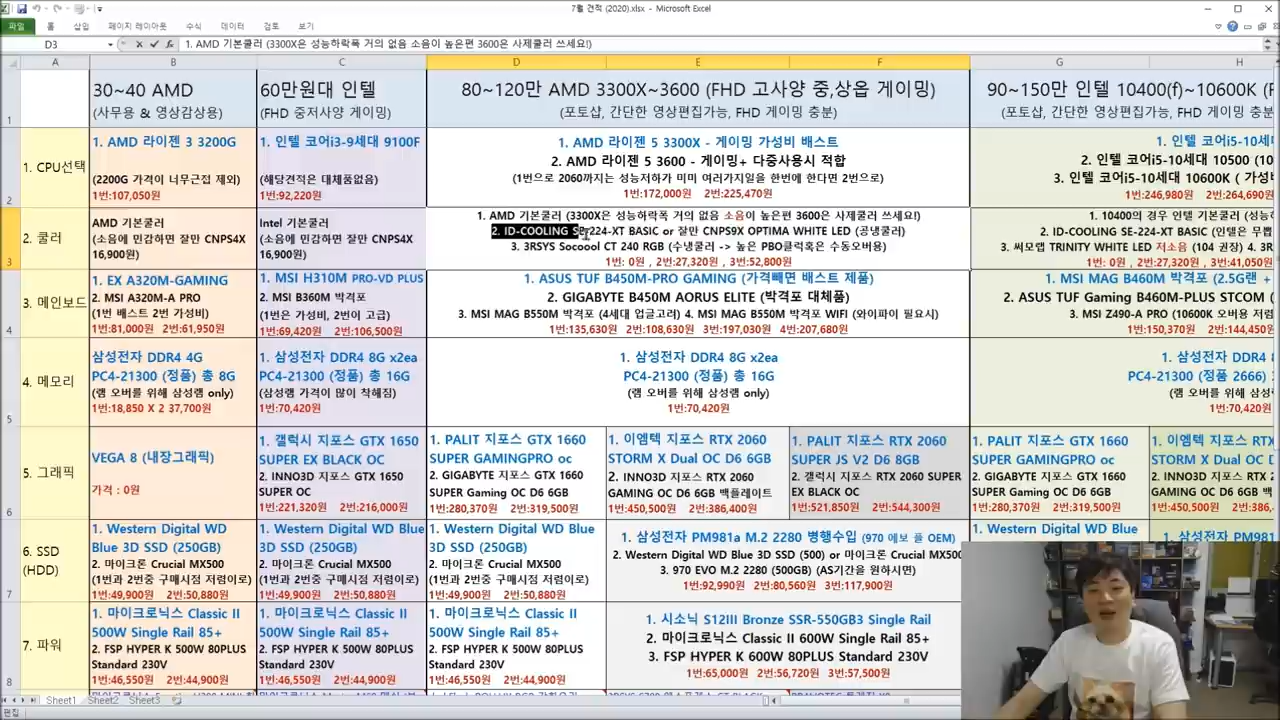 7월 견적 (2020).xlsx - Microsoft Excel
파일 홈 삽입 페이지 레이아웃 수식 데이터 검토 보기
D3 1. AMD 기본쿨러 (3300X은 성능하락폭 거의 없음 소음이 높은편 3600은 사제쿨러 쓰세요!)
A B C D E F G H
1
30~40 AMD
(사무용 & 영상감상용)
60만원대 인텔
(FHD 중저사양 게이밍)
80~120만 AMD 3300X~3600 (FHD 고사양 중,상옵 게이밍)
(포토샵, 간단한 영상편집가능, FHD 게이밍 충분)
90~150만 인텔 10400(f)~10600K (F
(포토샵, 간단한 영상편집가능, FHD 게이밍
2
1. CPU선택
1. AMD 라이젠 3 3200G
(2200G 가격이 너무근접 제외)
1번:107,050원
1. 인텔 코어i3-9세대 9100F
(해당견적은 대체품없음)
1번:92,220원
1. AMD 라이젠 5 3300X - 게이밍 가성비 배스트
2. AMD 라이젠 5 3600 - 게이밍+ 다중사용시 적합
(1번으로 2060까지는 성능저하가 미미 여러가지일을 한번에 한다면 2번으로)
1번:172,000원 2번:225,470원
1. 인텔 코어i5-10세
2. 인텔 코어i5-10세대 10500 (10
3. 인텔 코어i5-10세대 10600K ( 가성비
1번:246,980원 2번:264,690원
3
2. 쿨러
AMD 기본쿨러
(소음에 민감하면 잘만 CNPS4X
16,900원)
Intel 기본쿨러
(소음에 민감하면 잘만 CNPS4X
16,900원)
1. AMD 기본쿨러 (3300X은 성능하락폭 거의 없음 소음이 높은편 3600은 사제쿨러 쓰세요!)
2. ID-COOLING SE-224-XT BASIC or 잘만 CNPS9X OPTIMA WHITE LED (공냉쿨러)
3. 3RSYS Socoool CT 240 RGB (수냉쿨러 -> 높은 PBO클럭혹은 수동오버용)
1번: 0원 , 2번:27,320원 , 3번:52,800원
1. 10400의 경우 인텔 기본쿨러 (성
2. ID-COOLING SE-224-XT BASIC (인텔은 무뽑
3. 써모랩 TRINITY WHITE LED 저소음 (104 권장) 4. 3R
1번: 0원 , 2번:27,320원, 3번:41,050원
4
3. 메인보드
1. EX A320M-GAMING
2. MSI A320M-A PRO
(1번 배스트 2번 가성비)
1번:81,000원 2번:61,950원
1. MSI H310M PRO-VD PLUS
2. MSI B360M 박격포
(1번은 가성비, 2번이 고급)
1번:69,420원 2번:106,500원
1. ASUS TUF B450M-PRO GAMING (가격빼면 배스트 제품)
2. GIGABYTE B450M AORUS ELITE (박격포 대체품)
3. MSI MAG B550M 박격포 (4세대 업글고려) 4. MSI MAG B550M 박격포 WIFI (와이파이 필요시)
1번:135,630원 2번:108,630원 3번:197,030원 4번:207,680원
1. MSI MAG B460M 박격포 (2.5G랜 +
2. ASUS TUF Gaming B460M-PLUS STCOM (
3. MSI Z490-A PRO (10600K 오버용 저렴
1번:150,370원 2번:144,450원
5
4. 메모리
삼성전자 DDR4 4G
PC4-21300 (정품) 총 8G
(램 오버를 위해 삼성램 only)
1번:18,850 X 2 37,700원
1. 삼성전자 DDR4 8G x2ea
PC4-21300 (정품) 총 16G
(삼성램 가격이 많이 착해짐)
1번:70,420원
1. 삼성전자 DDR4 8G x2ea
PC4-21300 (정품) 총 16G
(램 오버를 위해 삼성램 only)
1번:70,420원
1. 삼성전자 DDR4 8
PC4-21300 (정품 2666)
(램 오버를 위해
1번:70,420원
6
5. 그래픽
VEGA 8 (내장그래픽)
가격 : 0원
1. 갤럭시 지포스 GTX 1650
SUPER EX BLACK OC
2. INNO3D 지포스 GTX 1650
SUPER OC
1번:221,320원 2번:216,000원
1. PALIT 지포스 GTX 1660
SUPER GAMINGPRO oc
2. GIGABYTE 지포스 GTX 1660
SUPER Gaming OC D6 6GB
1번:280,370원 2번:319,500원
1. 이엠텍 지포스 RTX 2060
STORM X Dual OC D6 6GB
2. INNO3D 지포스 RTX 2060
GAMING OC D6 6GB 백플레이트
1번:450,500원 2번:386,400원
1. PALIT 지포스 RTX 2060
SUPER JS V2 D6 8GB
2. 갤럭시 지포스 RTX 2060 SUPER
EX BLACK OC
1번:521,850원 2번:544,300원
1. PALIT 지포스 GTX 1660
SUPER GAMINGPRO oc
2. GIGABYTE 지포스 GTX 1660
SUPER Gaming OC D6 6GB
1번:280,370원 2번:319,500원
1. 이엠텍 지포스 RTX
STORM X Dual OC D
2. INNO3D 지포스 RTX 2
GAMING OC D6 6GB 백
1번:450,500원 2번:386,4
7
6. SSD
(HDD)
1. Western Digital WD
Blue 3D SSD (250GB)
2. 마이크론 Crucial MX500
(1번과 2번중 구매시점 저렴이로)
1번:49,900원 2번:50,880원
1. Western Digital WD Blue
3D SSD (250GB)
2. 마이크론 Crucial MX500
(1번과 2번중 구매시점 저렴이로)
1번:49,900원 2번:50,880원
1. Western Digital WD Blue
3D SSD (250GB)
2. 마이크론 Crucial MX500
(1번과 2번중 구매시점 저렴이로)
1번:49,900원 2번:50,880원
1. 삼성전자 PM981a M.2 2280 병행수입 (970 에보 플 OEM)
2. Western Digital WD Blue 3D SSD (500) or 마이크론 Crucial MX500
3. 970 EVO M.2 2280 (500GB) (AS기간을 원하시면)
1번:92,990원 2번:80,560원 3번:117,900원
1. Western Digital WD Blue
1. 삼성전자 PM981
8
7. 파워
1. 마이크로닉스 Classic II
500W Single Rail 85+
2. FSP HYPER K 500W 80PLUS
Standard 230V
1번:46,550원 2번:44,900원
1. 마이크로닉스 Classic II
500W Single Rail 85+
2. FSP HYPER K 500W 80PLUS
Standard 230V
1번:46,550원 2번:44,900원
1. 마이크로닉스 Classic II
500W Single Rail 85+
2. FSP HYPER K 500W 80PLUS
Standard 230V
1번:46,550원 2번:44,900원
1. 시소닉 S12III Bronze SSR-550GB3 Single Rail
2. 마이크로닉스 Classic II 600W Single Rail 85+
3. FSP HYPER K 600W 80PLUS Standard 230V
1번:65,000원 2번:56,720원 3번:57,500원
Sheet1 Sheet2 Sheet3
편집